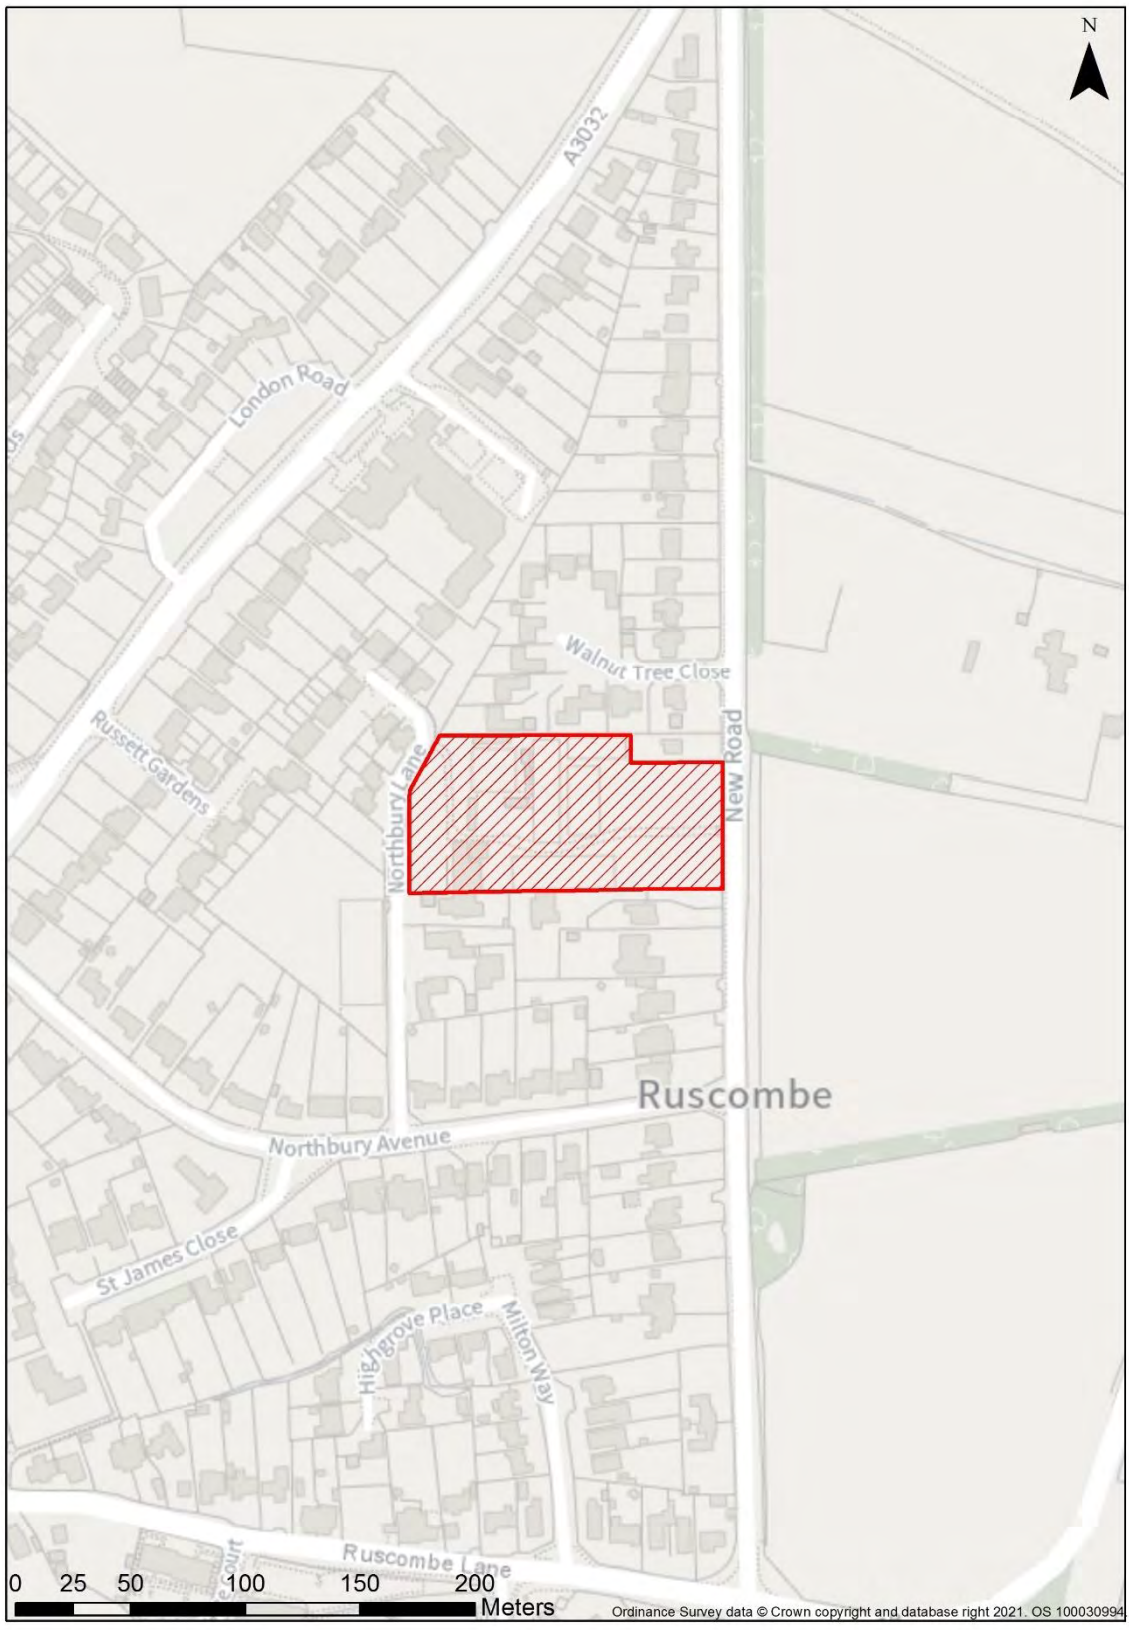 N
A3032
London Road
us
Walnut Tree Close
Russett Gardens
Northbury Lane
New Road
Ruscombe
Northbury Avenue
St James Close
Highgrove Place
Milton Way
Ruscombe Lane
ecourt
0 25 50 100 150 200
Meters
Ordinance Survey data © Crown copyright and database right 2021. OS 100030994.